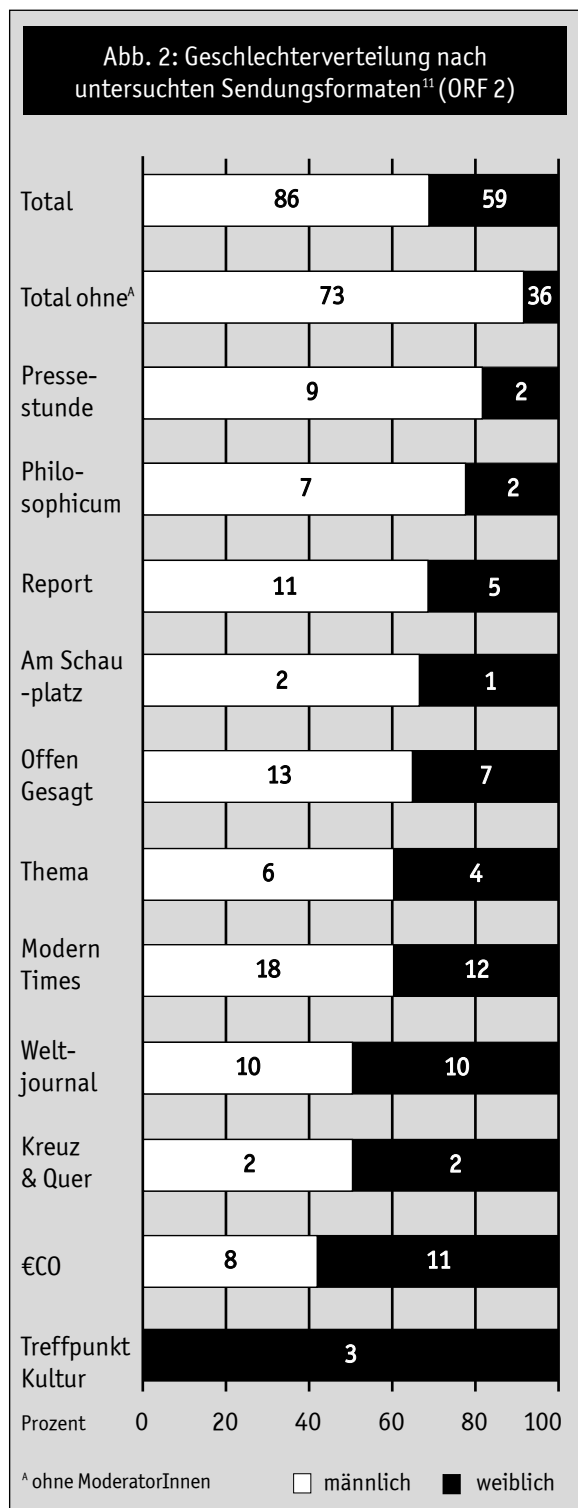 Abb. 2: Geschlechterverteilung nach
untersuchten Sendungsformaten¹¹ (ORF 2)
Total 86 59
Total ohneᴬ 73 36
Presse-
stunde 9 2
Philo-
sophicum 7 2
Report 11 5
Am Schau
-platz 2 1
Offen
Gesagt 13 7
Thema 6 4
Modern
Times 18 12
Welt-
journal 10 10
Kreuz
& Quer 2 2
€CO 8 11
Treffpunkt
Kultur 3
Prozent 0 20 40 60 80 100
ᴬ ohne ModeratorInnen männlich weiblich